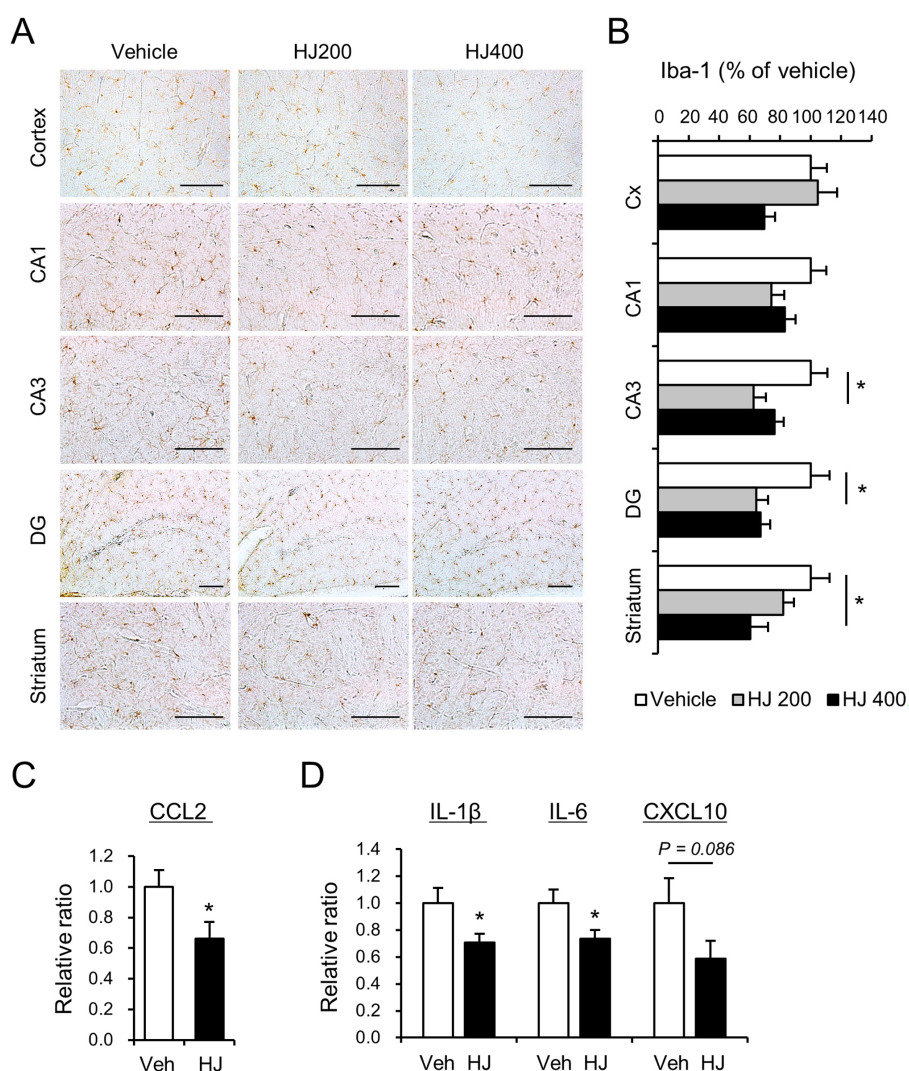 A
Vehicle HJ200 HJ400
Cortex
CA1
CA3
DG
Striatum
B
Iba-1 (% of vehicle)
0 20 40 60 80 100 120 140
Cx
CA1
CA3
*
DG
*
Striatum
*
Vehicle HJ 200 HJ 400
C
CCL2
Relative ratio
1.2
1.0
0.8
0.6
0.4
0.2
0.0
*
Veh HJ
D
IL-1β IL-6 CXCL10
P = 0.086
Relative ratio
1.4
1.2
1.0
0.8
0.6
0.4
0.2
0.0
* *
Veh HJ Veh HJ Veh HJ